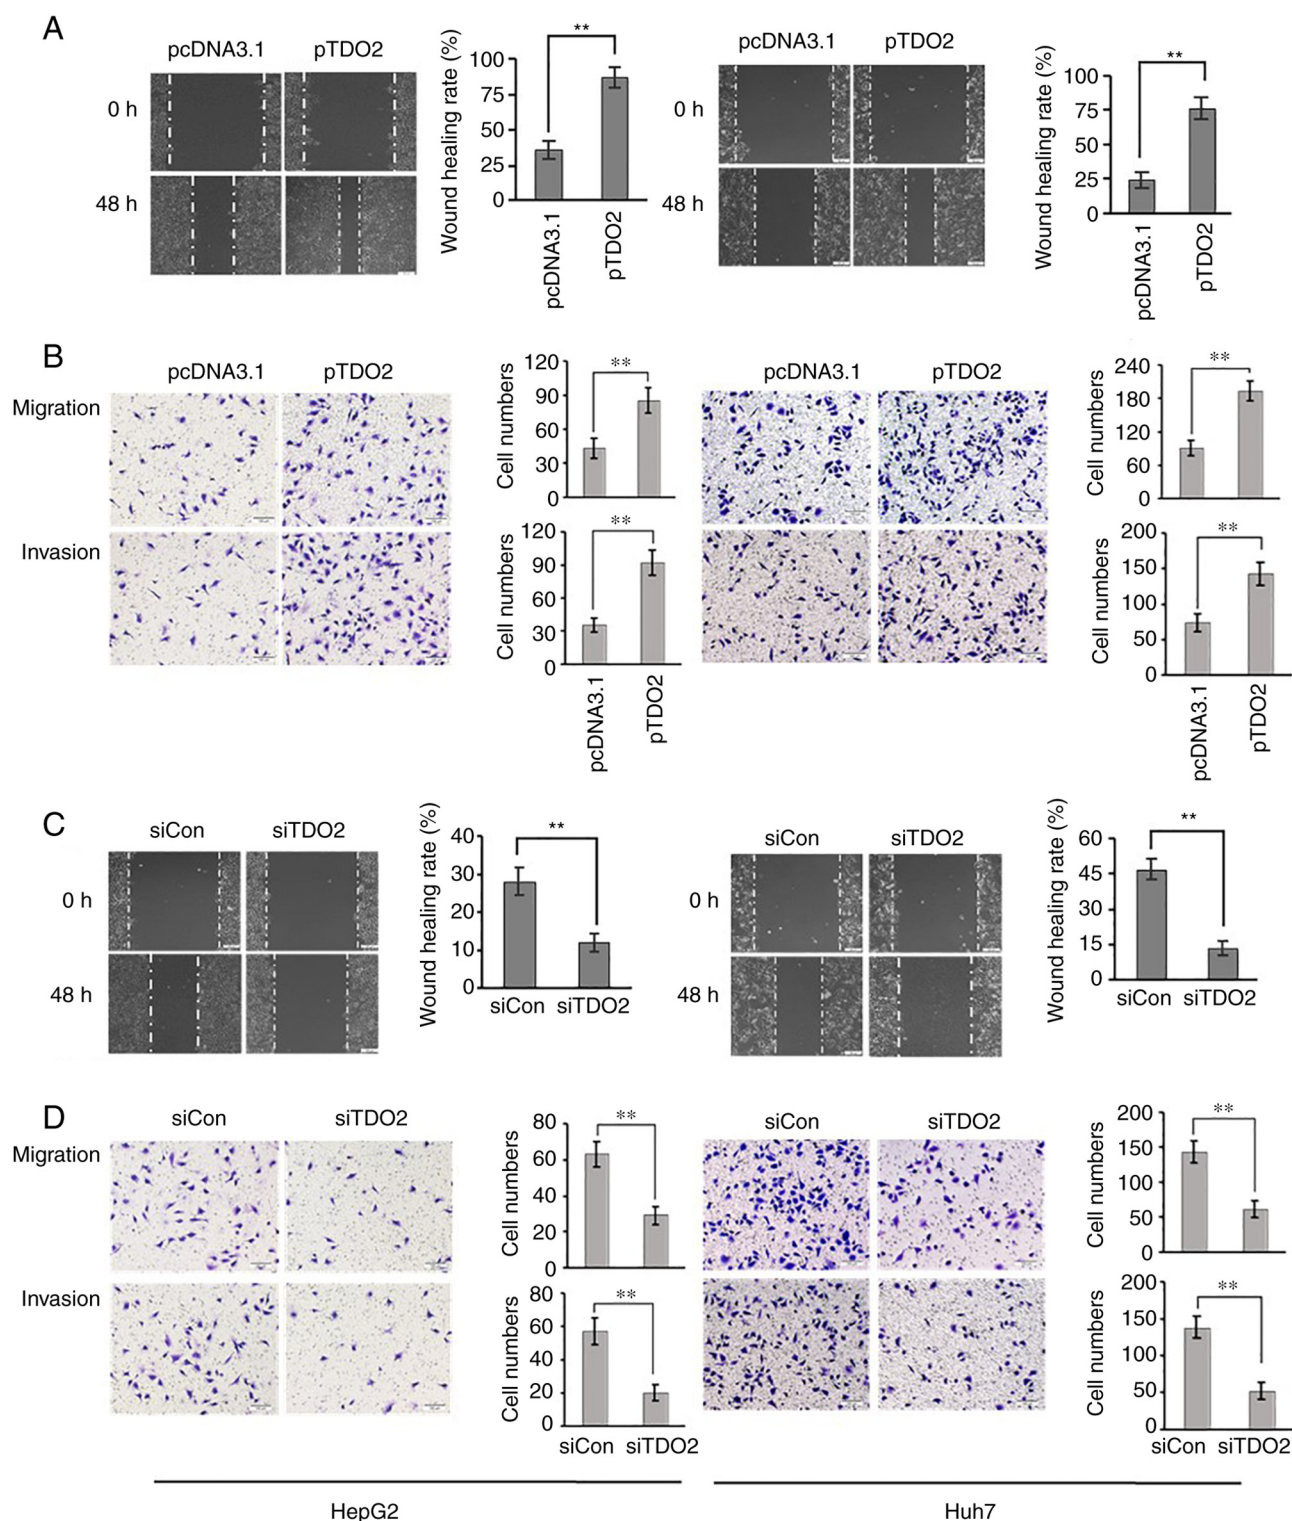 A
pcDNA3.1 pTDO2
0 h
48 h
Wound healing rate (%)
100
75
50
25
0
**
pcDNA3.1
pTDO2
pcDNA3.1 pTDO2
0 h
48 h
Wound healing rate (%)
100
75
50
25
0
**
pcDNA3.1
pTDO2
B
pcDNA3.1 pTDO2
Migration
Invasion
Cell numbers
120
90
60
30
0
**
Cell numbers
120
90
60
30
0
**
pcDNA3.1
pTDO2
pcDNA3.1 pTDO2
Cell numbers
240
180
120
60
0
**
Cell numbers
200
150
100
50
0
**
pcDNA3.1
pTDO2
C
siCon siTDO2
0 h
48 h
Wound healing rate (%)
40
30
20
10
0
**
siCon siTDO2
siCon siTDO2
0 h
48 h
Wound healing rate (%)
60
45
30
15
0
**
siCon siTDO2
D
siCon siTDO2
Migration
Invasion
Cell numbers
80
60
40
20
0
**
Cell numbers
80
60
40
20
0
**
siCon siTDO2
siCon siTDO2
Cell numbers
200
150
100
50
0
**
Cell numbers
200
150
100
50
0
**
siCon siTDO2
HepG2
Huh7